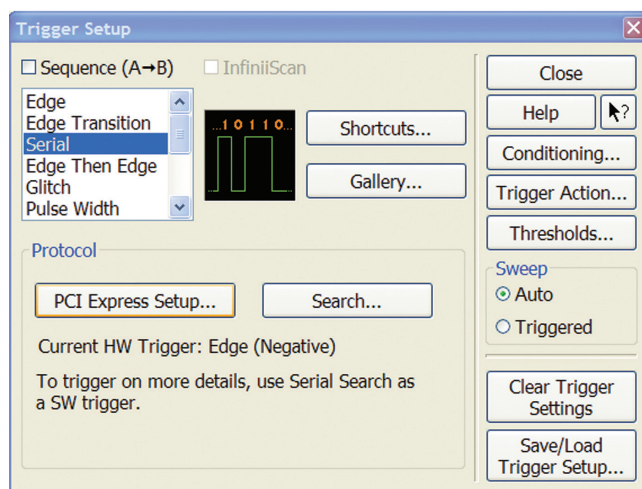 Trigger Setup
Sequence (A→B)
InfiniiScan
Edge
Edge Transition
Serial
Edge Then Edge
Glitch
Pulse Width
...10110...
Shortcuts...
Gallery...
Protocol
PCI Express Setup...
Search...
Current HW Trigger: Edge (Negative)
To trigger on more details, use Serial Search as
a SW trigger.
Close
Help
?
Conditioning...
Trigger Action...
Thresholds...
Sweep
Auto
Triggered
Clear Trigger
Settings
Save/Load
Trigger Setup...